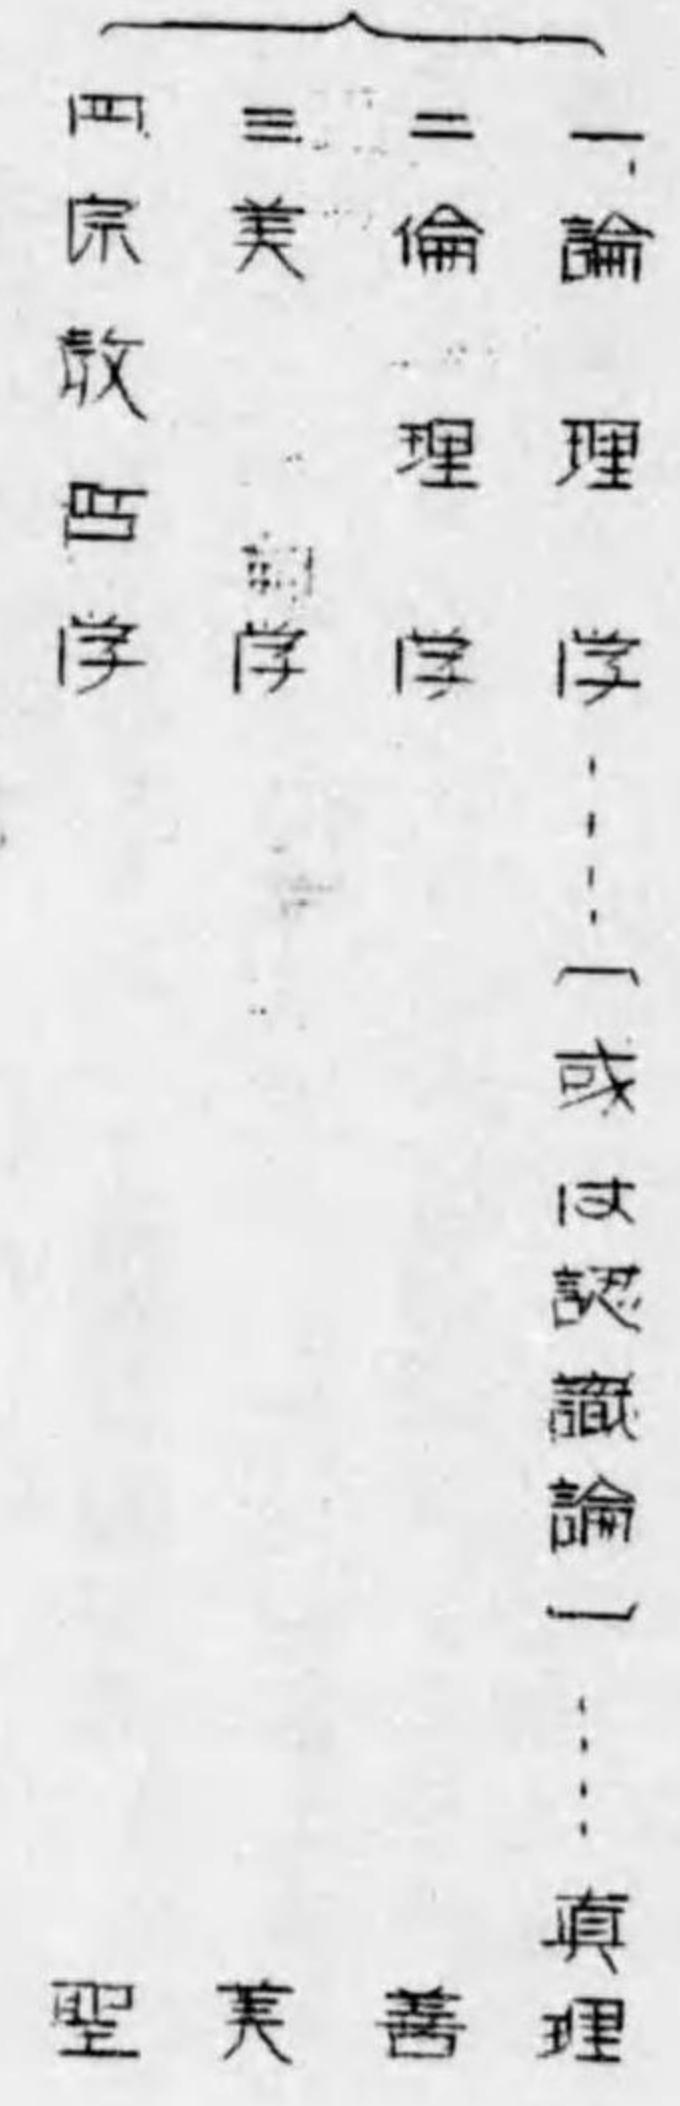 一、論理学……〔或は認識論〕……真理
二 倫理学 善
三 美学 美
四、宗教哲学 聖